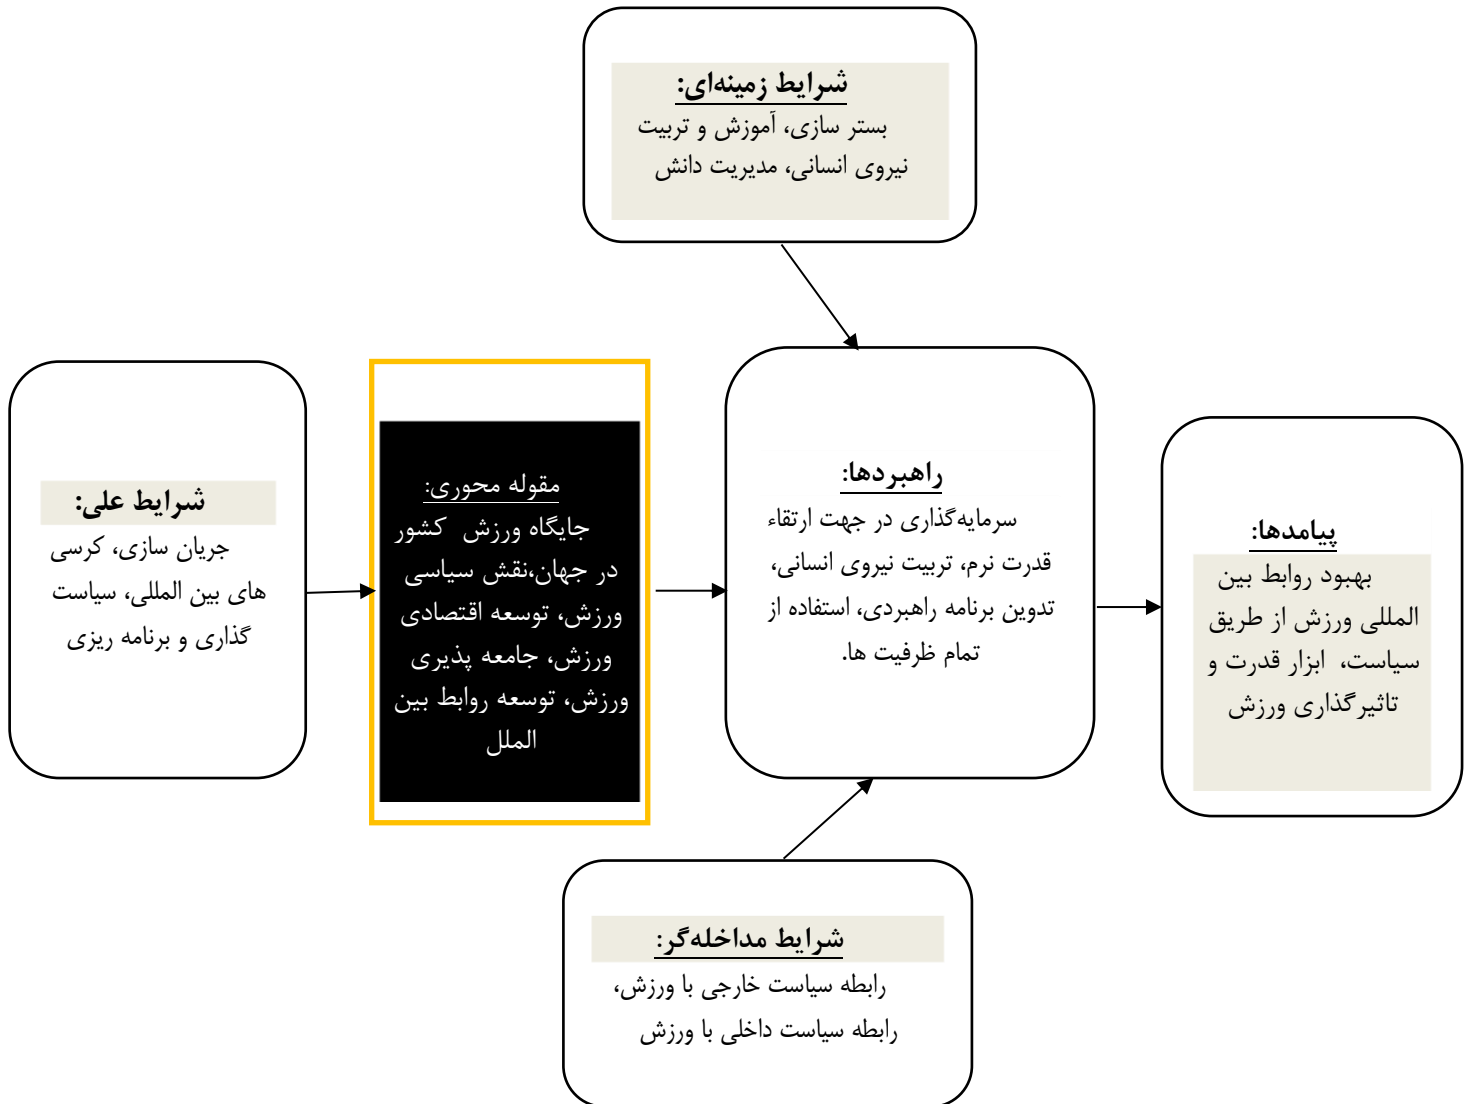 شرایط زمینه‌ای:
بستر سازی، آموزش و تربیت
نیروی انسانی، مدیریت دانش
شرایط علی:
جریان سازی، کرسی
های بین المللی، سیاست
گذاری و برنامه ریزی
مقوله محوری:
جایگاه ورزش کشور
در جهان،نقش سیاسی
ورزش، توسعه اقتصادی
ورزش، جامعه پذیری
ورزش، توسعه روابط بین
الملل
راهبردها:
سرمایه‌گذاری در جهت ارتقاء
قدرت نرم، تربیت نیروی انسانی،
تدوین برنامه راهبردی، استفاده از
تمام ظرفیت ها.
پیامدها:
بهبود روابط بین
المللی ورزش از طریق
سیاست، ابزار قدرت و
تاثیرگذاری ورزش
شرایط مداخله‌گر:
رابطه سیاست خارجی با ورزش،
رابطه سیاست داخلی با ورزش